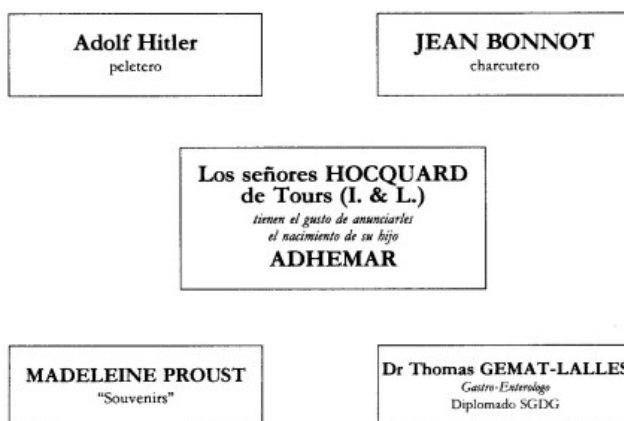 Adolf Hitler
peletero
JEAN BONNOT
charcutero
Los señores HOCQUARD
de Tours (I. & L.)
tienen el gusto de anunciarles
el nacimiento de su hijo
ADHEMAR
MADELEINE PROUST
"Souvenirs"
Dr Thomas GEMAT-LALLES
Gastro-Enterologo
Diplomado SGDG